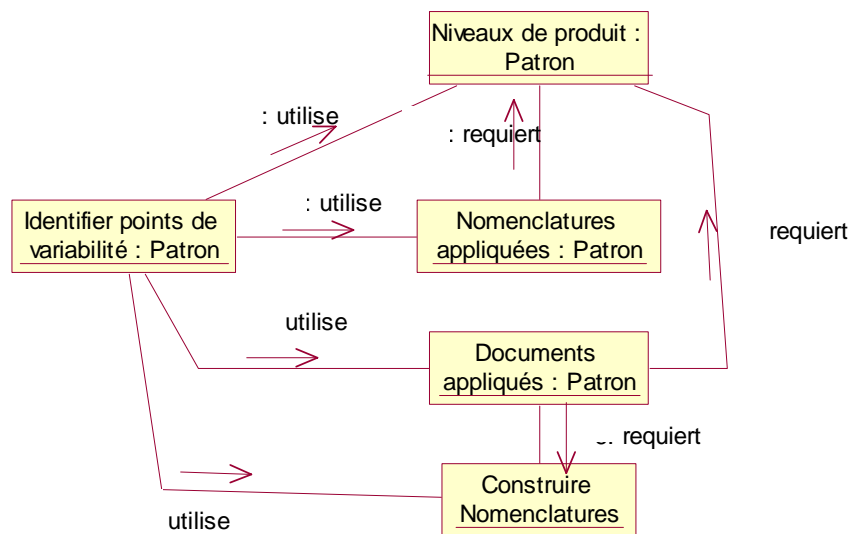 Niveaux de produit :
Patron
: utilise
: requiert
: utilise
Identifier points de
variabilité : Patron
Nomenclatures
appliquées : Patron
requiert
utilise
Documents
appliqués : Patron
requiert
Construire
Nomenclatures
utilise